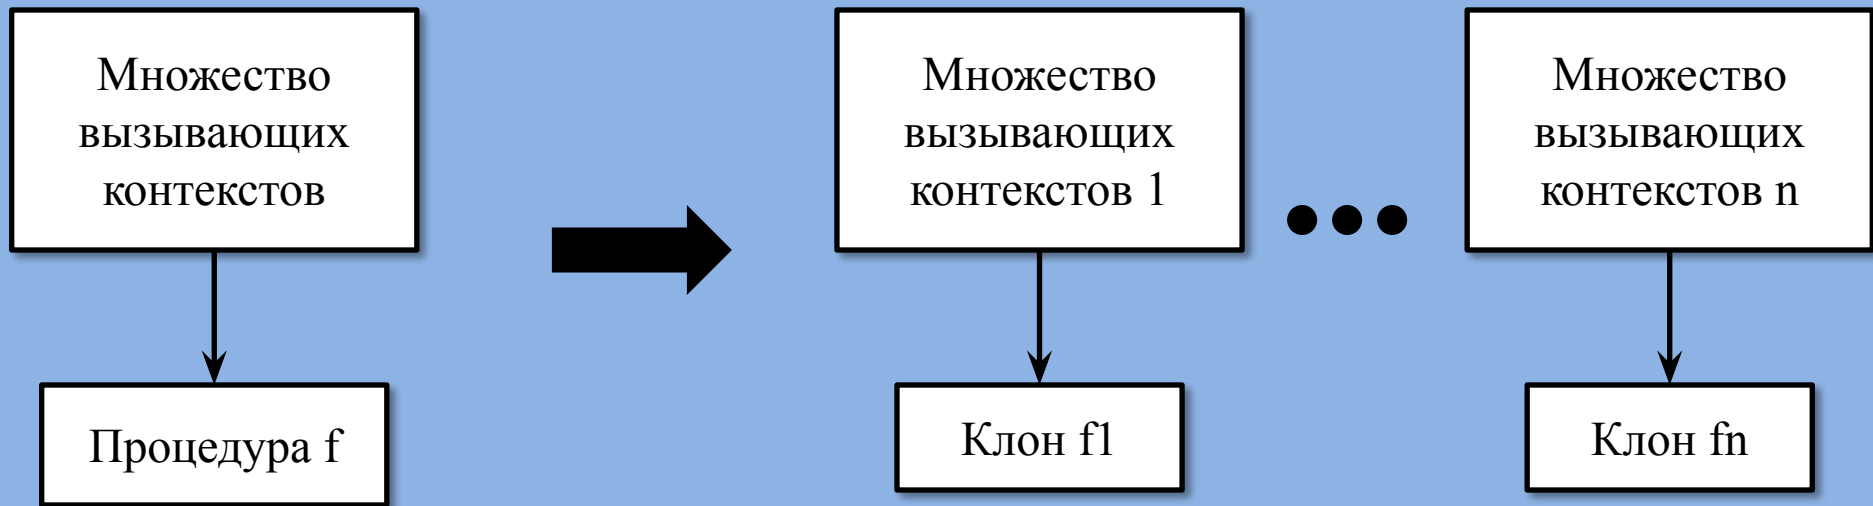 Множество
вызывающих
контекстов
Множество
вызывающих
контекстов 1
Множество
вызывающих
контекстов n
Процедура f
Клон f1
Клон fn